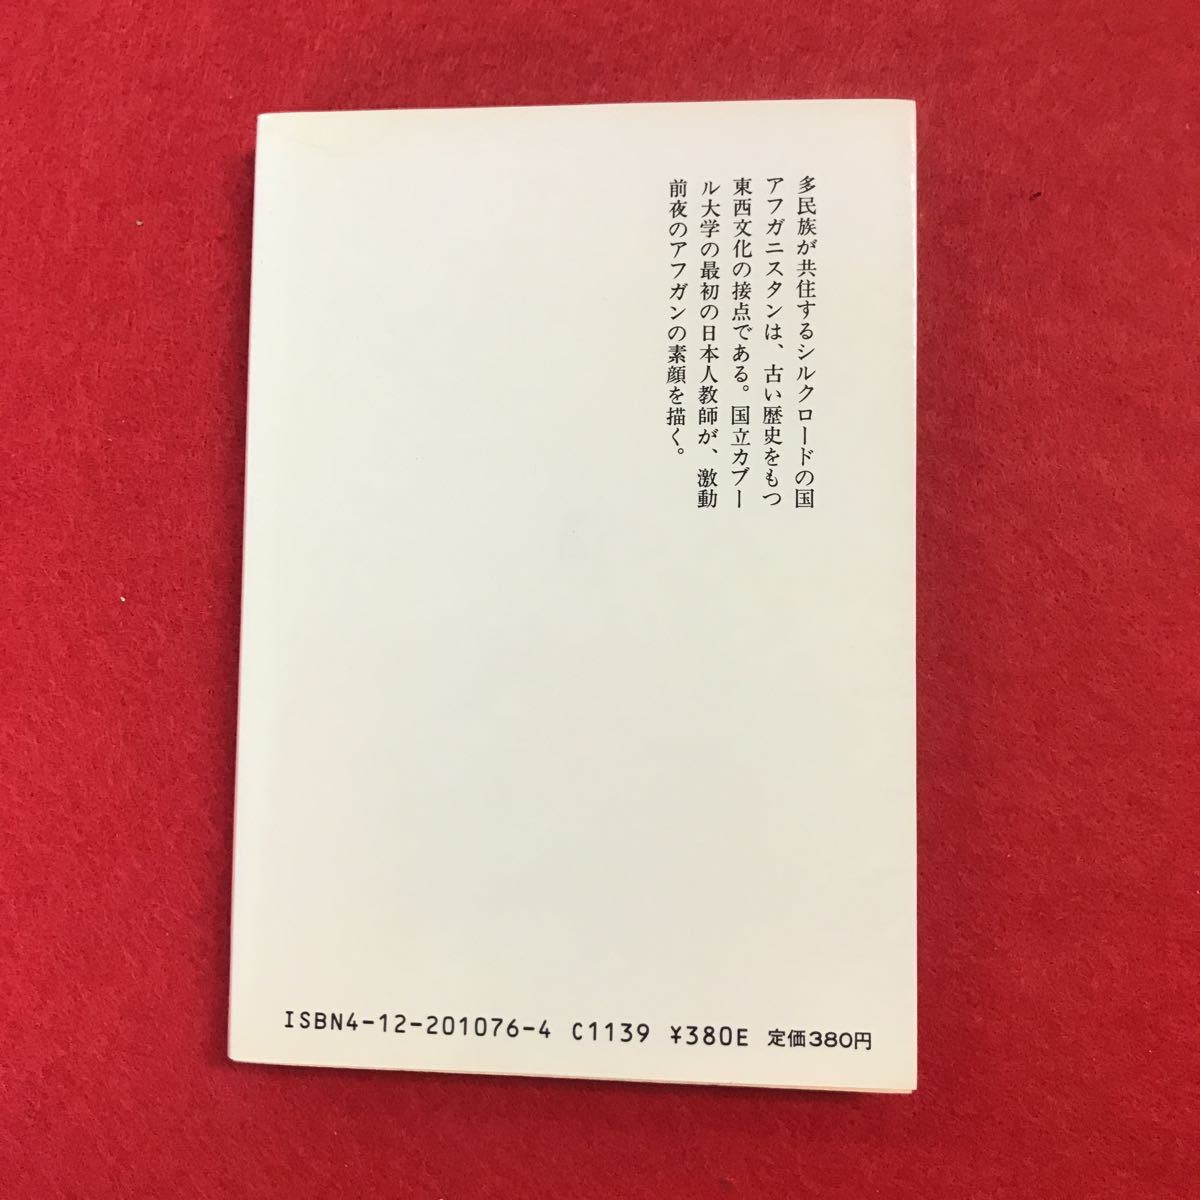 多民族が共住するシルクロードの国
アフガニスタンは、古い歴史をもつ
東西文化の接点である。国立カブー
ル大学の最初の日本人教師が、激動
前夜のアフガンの素顔を描く。
ISBN4-12-201076-4 C1139 ¥380E 定価380円